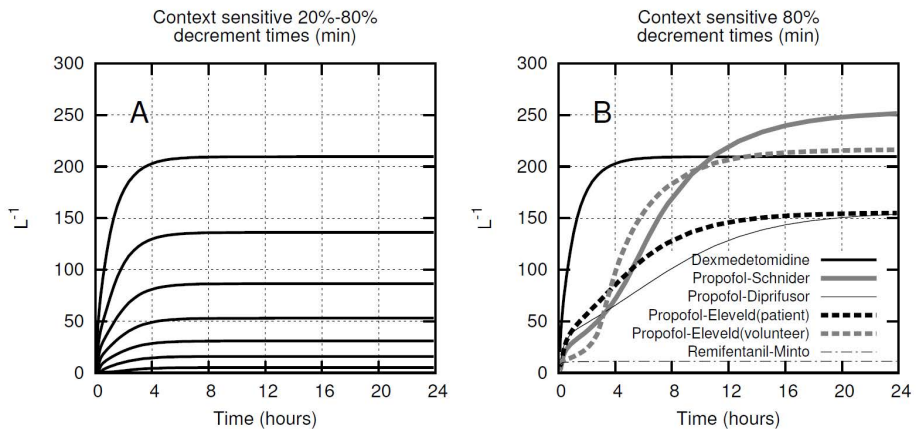 Context sensitive 20%-80%
decrement times (min)
300
250
200
150
100
50
0
L-1
A
0 4 8 12 16 20 24
Time (hours)
Context sensitive 80%
decrement times (min)
300
250
200
150
100
50
0
L-1
B
Dexmedetomidine
Propofol-Schnider
Propofol-Diprifusor
Propofol-Eleveld(patient)
Propofol-Eleveld(volunteer)
Remifentanil-Minto
0 4 8 12 16 20 24
Time (hours)